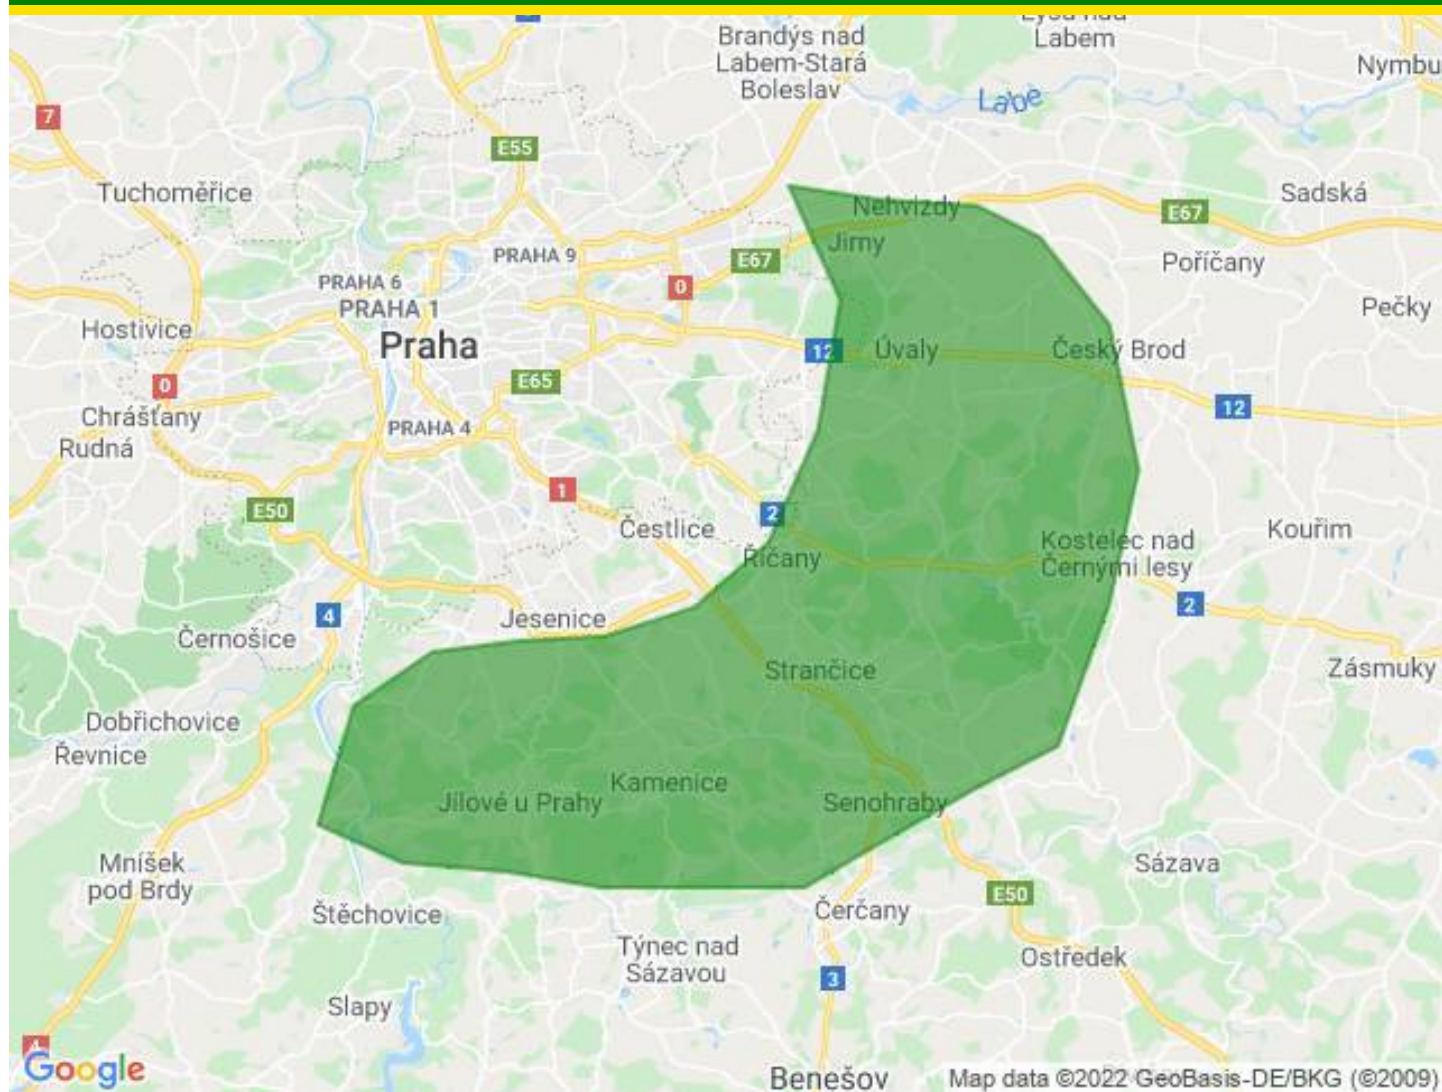 Lysá nad
Labem
Brandýs nad
Labem-Stará
Boleslav
Labe
Nymbu
7
E55
Tuchoměřice
Sadská
Nehvizdy
E67
Jirny
PRAHA 9
E67
Poříčany
PRAHA 6
0
PRAHA 1
Pečky
Hostivice
Praha
12
Úvaly
Český Brod
0
E65
12
Chrášťany
PRAHA 4
Rudná
1
E50
2
Čestlice
Kouřim
Říčany
Kostelec nad
Černými lesy
2
4
Jesenice
Černošice
Strančice
Zásmuky
Dobřichovice
Řevnice
Kamenice
Jílové u Prahy
Senohraby
Mníšek
pod Brdy
Sázava
E50
Štěchovice
Čerčany
Týnec nad
Sázavou
Ostředek
3
Slapy
4
Google
Benešov
Map data ©2022 GeoBasis-DE/BKG (©2009)